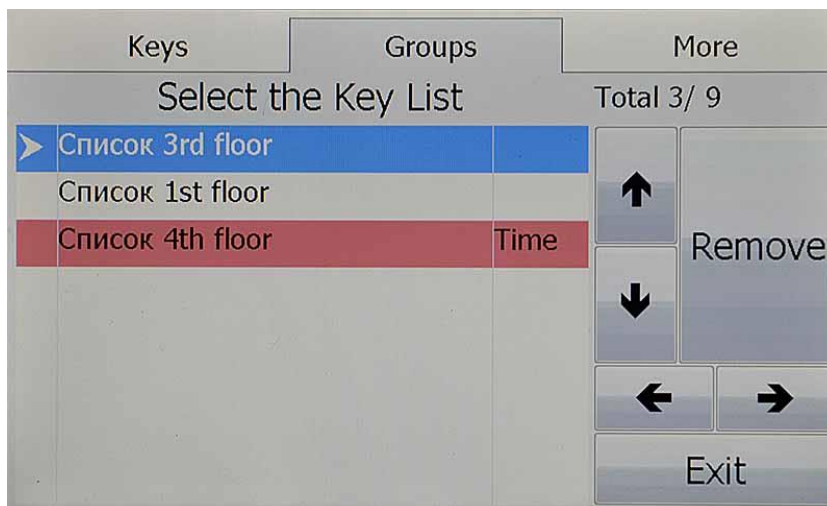 Keys Groups More
Select the Key List Total 3/ 9
Список 3rd floor
Список 1st floor
Список 4th floor Time
Remove
Exit